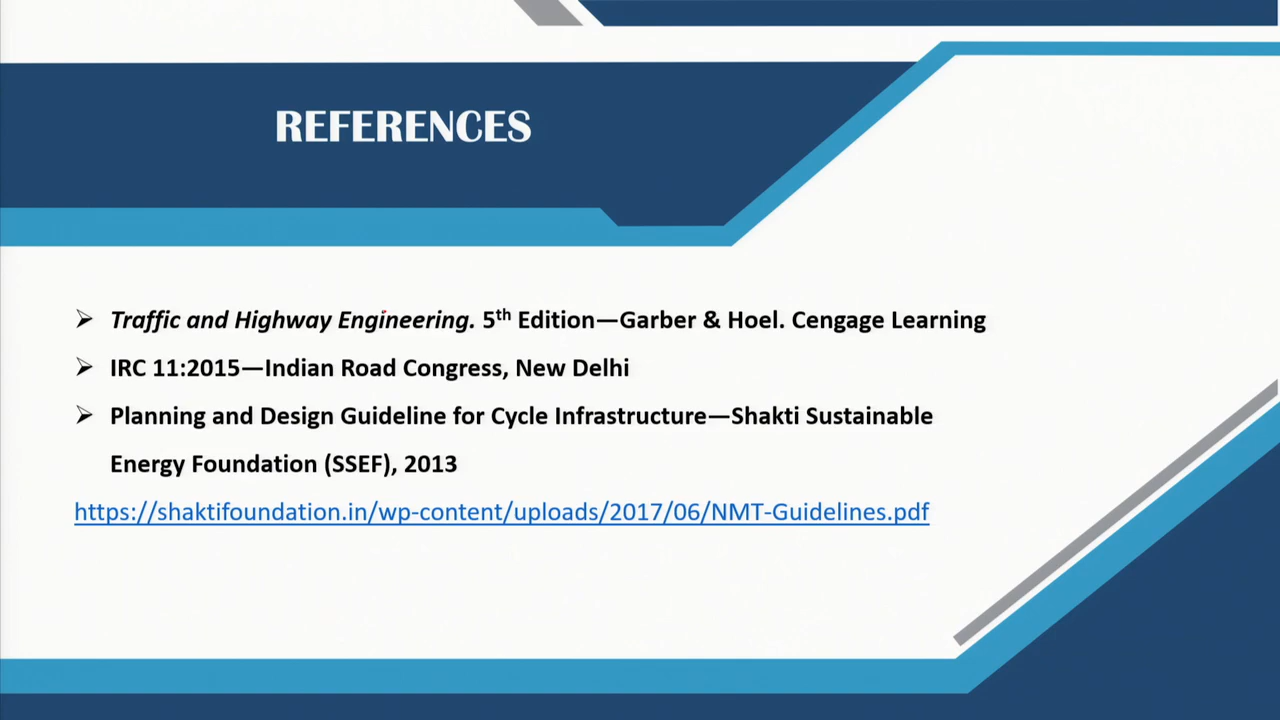 REFERENCES
Traffic and Highway Engineering. 5th Edition—Garber & Hoel. Cengage Learning
IRC 11:2015—Indian Road Congress, New Delhi
Planning and Design Guideline for Cycle Infrastructure—Shakti Sustainable
Energy Foundation (SSEF), 2013
https://shaktifoundation.in/wp-content/uploads/2017/06/NMT-Guidelines.pdf